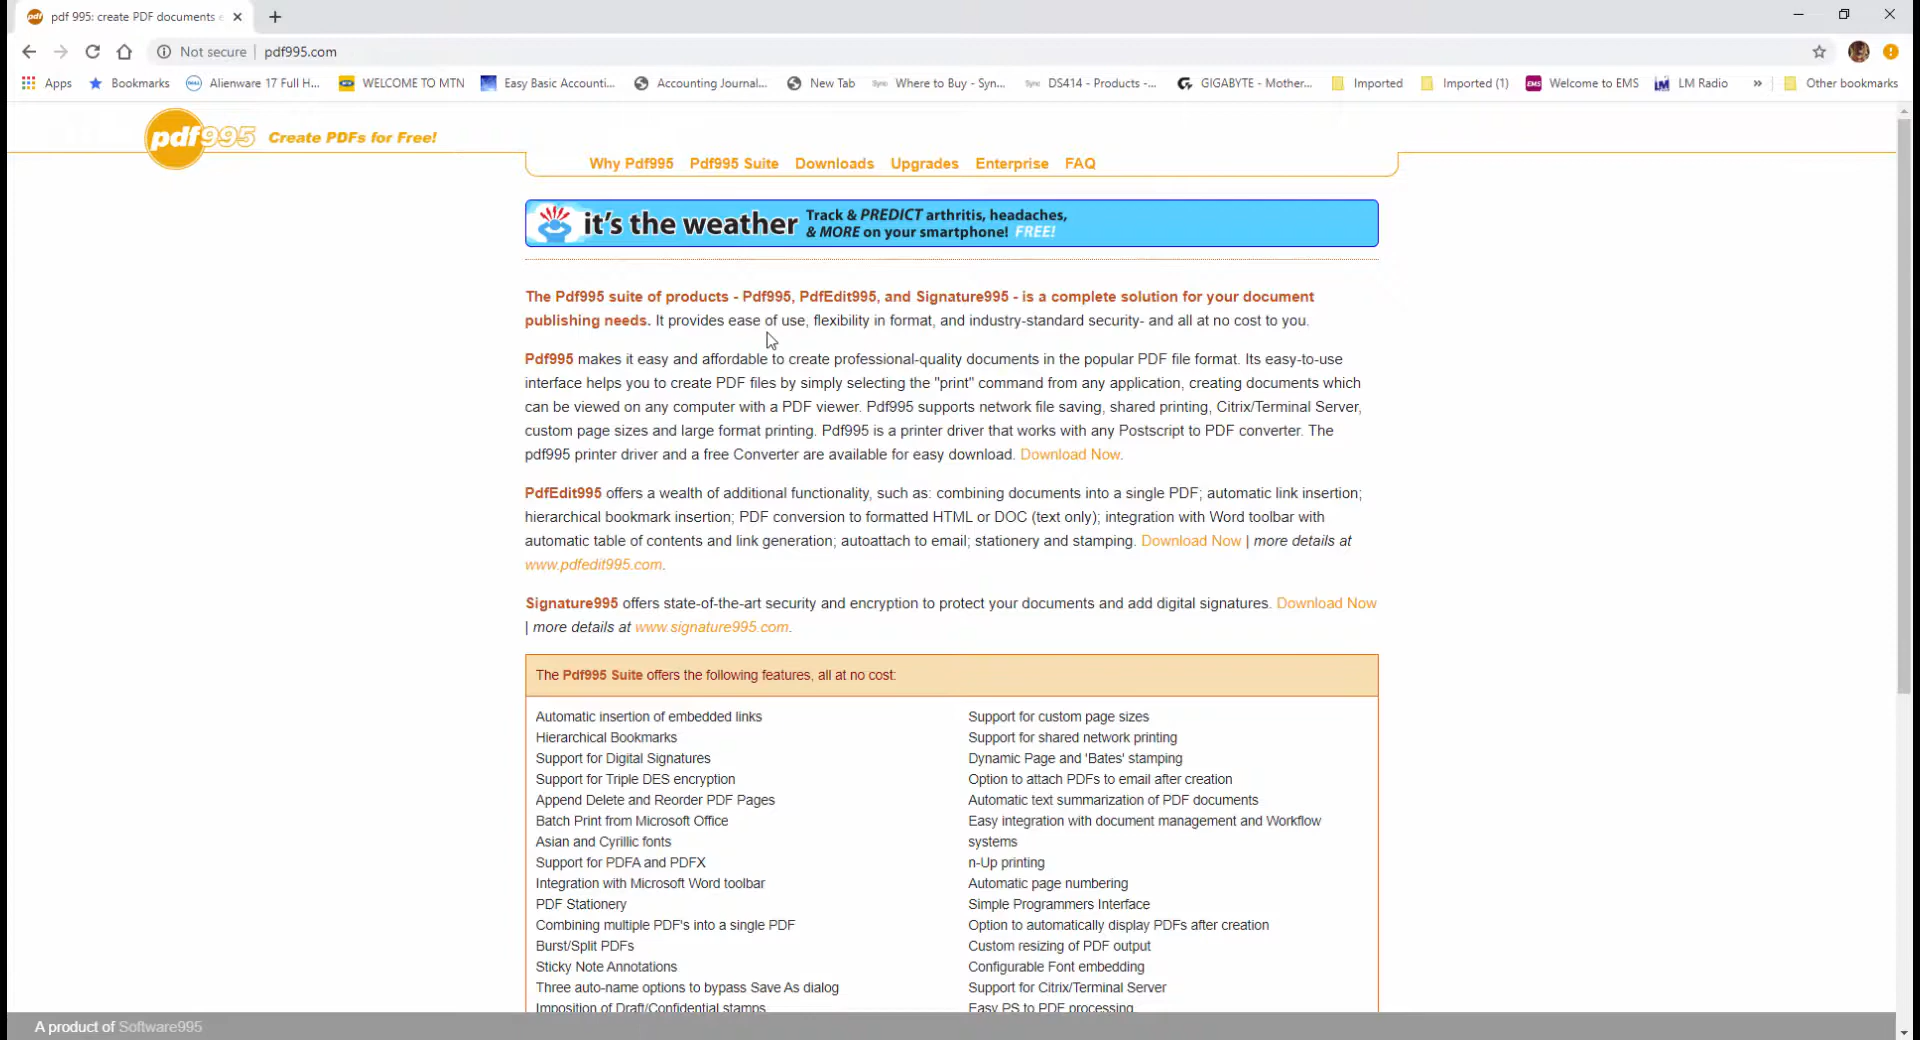 pdf 995: create PDF documents e
Not secure | pdf995.com
Apps
Bookmarks
Alienware 17 Full H...
WELCOME TO MTN
Easy Basic Accounti...
Accounting Journal...
New Tab
Where to Buy - Syn...
DS414 - Products -...
GIGABYTE - Mother...
Imported
Imported (1)
Welcome to EMS
LM Radio
»
Other bookmarks
pdf995 Create PDFs for Free!
Why Pdf995 Pdf995 Suite Downloads Upgrades Enterprise FAQ
it's the weather
Track & PREDICT arthritis, headaches,
& MORE on your smartphone! FREE!
The Pdf995 suite of products - Pdf995, PdfEdit995, and Signature995 - is a complete solution for your document
publishing needs. It provides ease of use, flexibility in format, and industry-standard security- and all at no cost to you.
Pdf995 makes it easy and affordable to create professional-quality documents in the popular PDF file format. Its easy-to-use
interface helps you to create PDF files by simply selecting the "print" command from any application, creating documents which
can be viewed on any computer with a PDF viewer. Pdf995 supports network file saving, shared printing, Citrix/Terminal Server,
custom page sizes and large format printing. Pdf995 is a printer driver that works with any Postscript to PDF converter. The
pdf995 printer driver and a free Converter are available for easy download. Download Now.
PdfEdit995 offers a wealth of additional functionality, such as: combining documents into a single PDF; automatic link insertion;
hierarchical bookmark insertion; PDF conversion to formatted HTML or DOC (text only); integration with Word toolbar with
automatic table of contents and link generation; autoattach to email; stationery and stamping. Download Now | more details at
www.pdfedit995.com.
Signature995 offers state-of-the-art security and encryption to protect your documents and add digital signatures. Download Now
| more details at www.signature995.com.
The Pdf995 Suite offers the following features, all at no cost:
Automatic insertion of embedded links
Hierarchical Bookmarks
Support for Digital Signatures
Support for Triple DES encryption
Append Delete and Reorder PDF Pages
Batch Print from Microsoft Office
Asian and Cyrillic fonts
Support for PDFA and PDFX
Integration with Microsoft Word toolbar
PDF Stationery
Combining multiple PDF's into a single PDF
Burst/Split PDFs
Sticky Note Annotations
Three auto-name options to bypass Save As dialog
Imposition of Draft/Confidential stamps
Support for custom page sizes
Support for shared network printing
Dynamic Page and 'Bates' stamping
Option to attach PDFs to email after creation
Automatic text summarization of PDF documents
Easy integration with document management and Workflow
systems
n-Up printing
Automatic page numbering
Simple Programmers Interface
Option to automatically display PDFs after creation
Custom resizing of PDF output
Configurable Font embedding
Support for Citrix/Terminal Server
Easy PS to PDF processing
A product of Software995